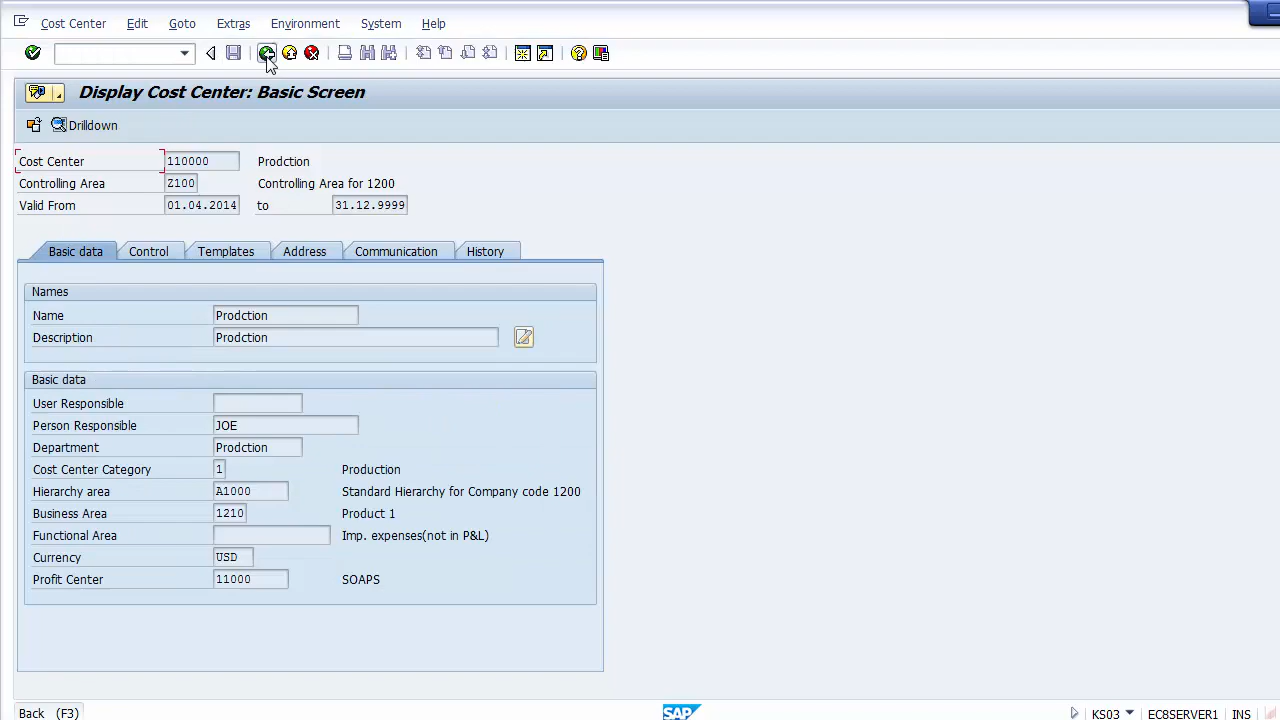 Cost Center Edit Goto Extras Environment System Help
Display Cost Center: Basic Screen
Drilldown
Cost Center 110000 Prodction
Controlling Area Z100 Controlling Area for 1200
Valid From 01.04.2014 to 31.12.9999
Basic data Control Templates Address Communication History
Names
Name Prodction
Description Prodction
Basic data
User Responsible
Person Responsible JOE
Department Prodction
Cost Center Category 1 Production
Hierarchy area A1000 Standard Hierarchy for Company code 1200
Business Area 1210 Product 1
Functional Area Imp. expenses(not in P&L)
Currency USD
Profit Center 11000 SOAPS
Back (F3) SAP KS03 EC8SERVER1 INS